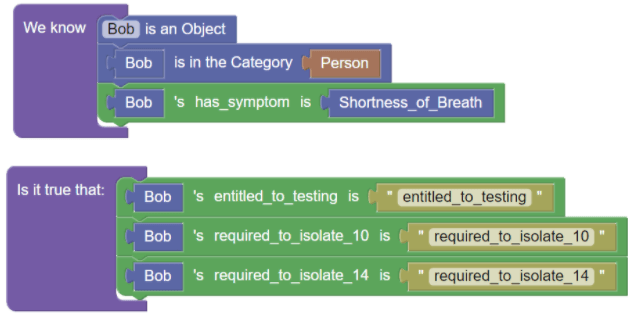 We know Bob is an Object
Bob is in the Category Person
Bob 's has_symptom is Shortness_of_Breath
Is it true that: Bob 's entitled_to_testing is " entitled_to_testing "
Bob 's required_to_isolate_10 is " required_to_isolate_10 "
Bob 's required_to_isolate_14 is " required_to_isolate_14 "